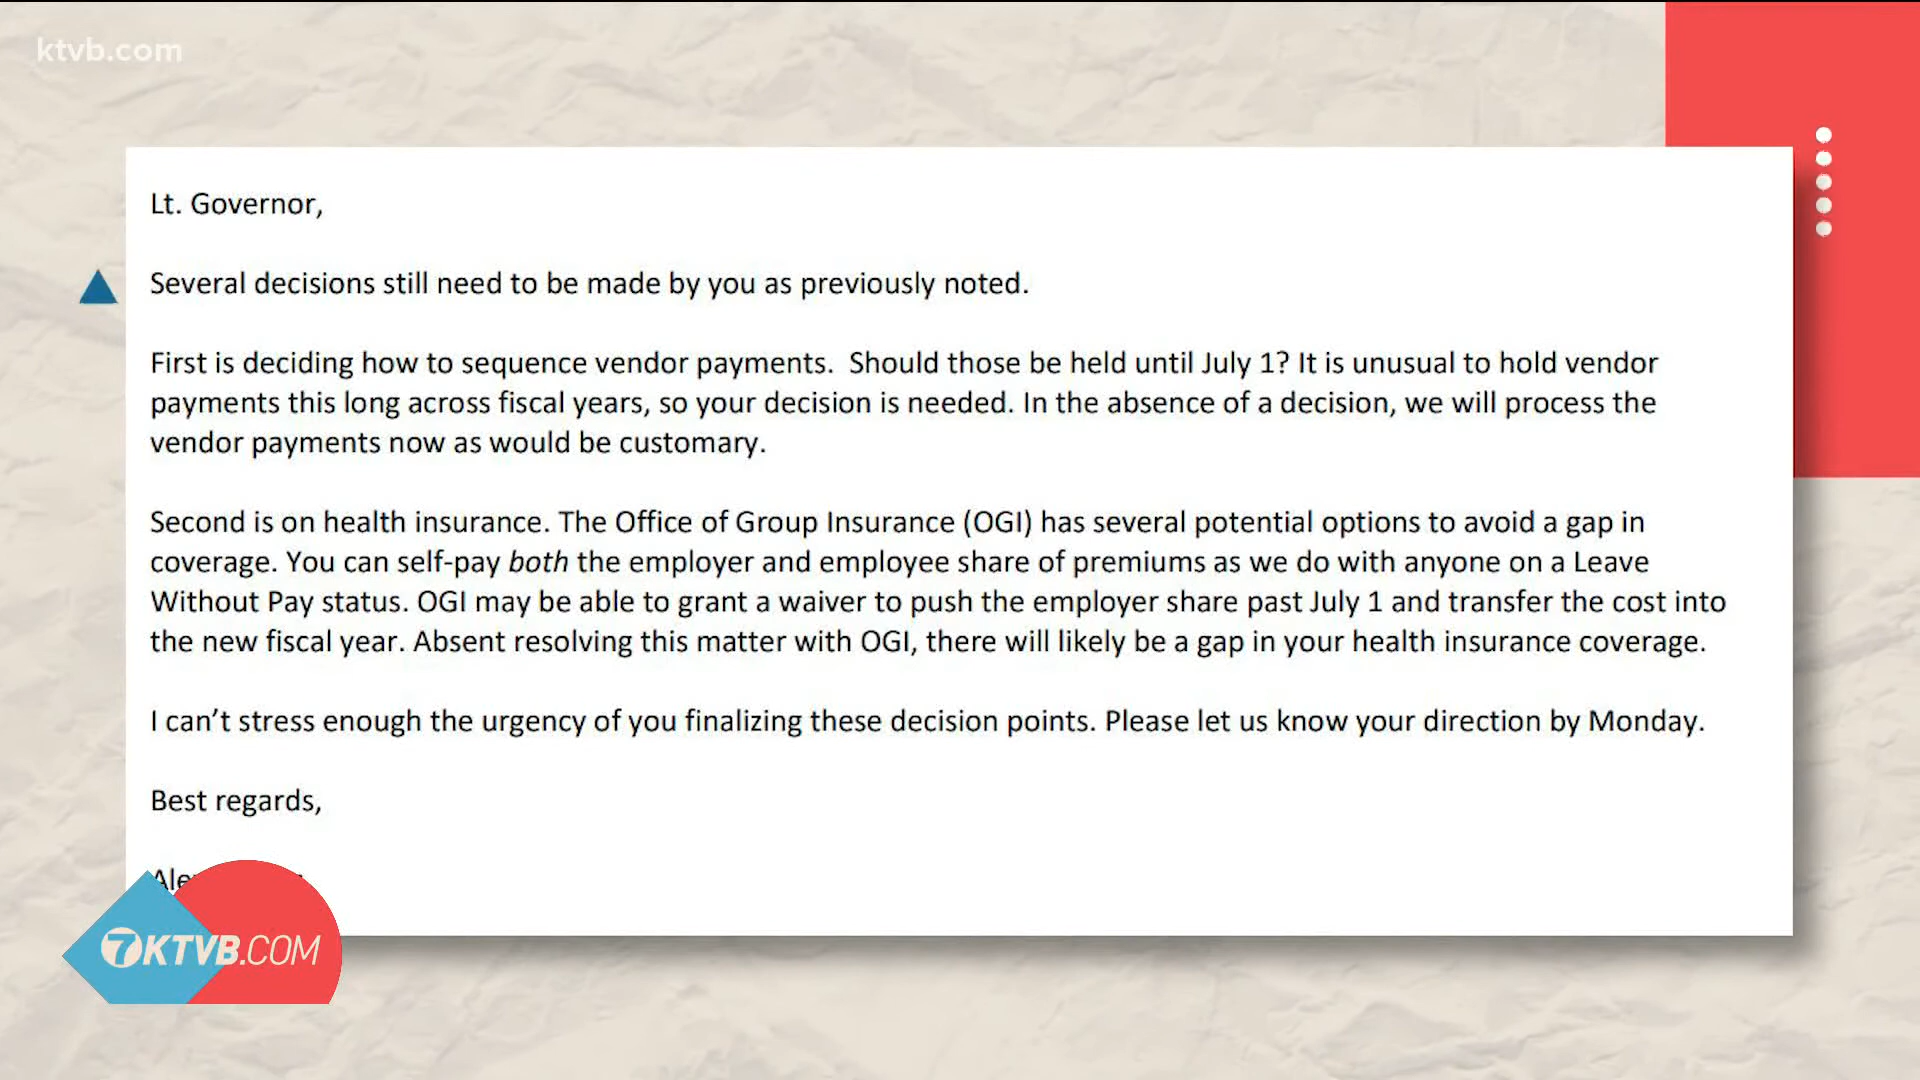 ktvb.com
Lt. Governor,
Several decisions still need to be made by you as previously noted.
First is deciding how to sequence vendor payments.  Should those be held until July 1? It is unusual to hold vendor
payments this long across fiscal years, so your decision is needed. In the absence of a decision, we will process the
vendor payments now as would be customary.
Second is on health insurance. The Office of Group Insurance (OGI) has several potential options to avoid a gap in
coverage. You can self-pay both the employer and employee share of premiums as we do with anyone on a Leave
Without Pay status. OGI may be able to grant a waiver to push the employer share past July 1 and transfer the cost into
the new fiscal year. Absent resolving this matter with OGI, there will likely be a gap in your health insurance coverage.
I can’t stress enough the urgency of you finalizing these decision points. Please let us know your direction by Monday.
Best regards,
7KTVB.COM